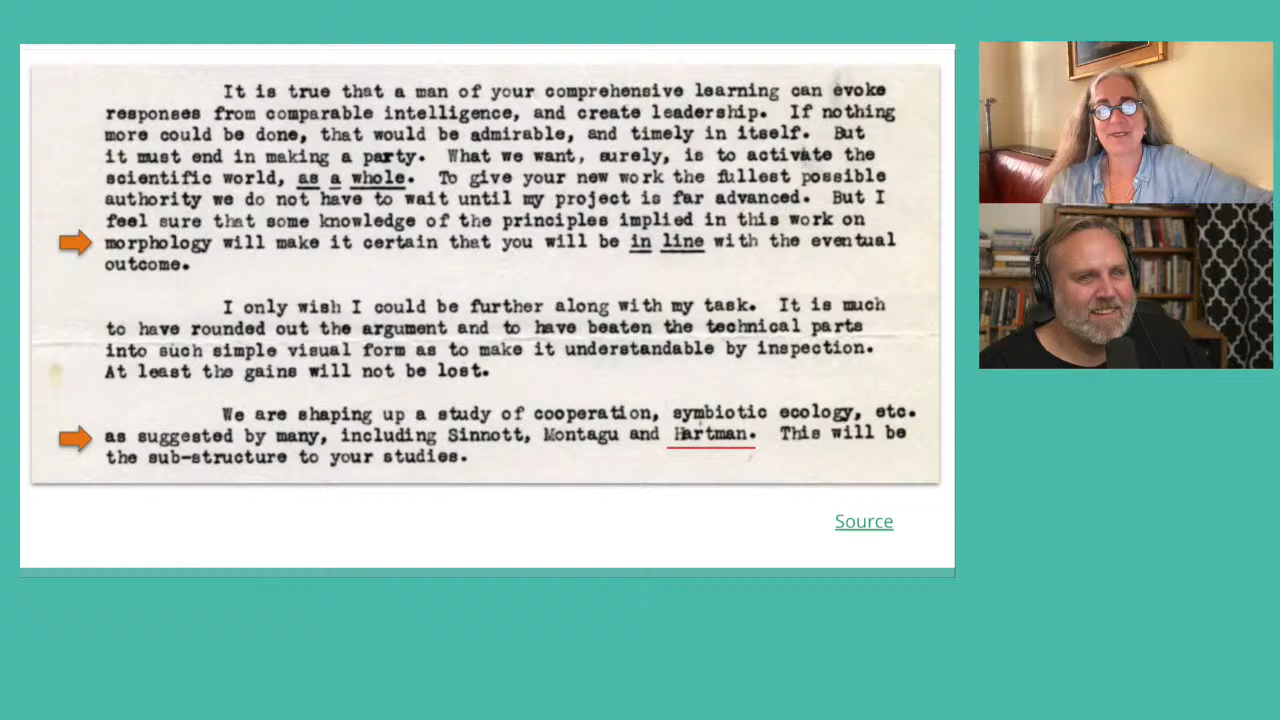 It is true that a man of your comprehensive learning can evoke
responses from comparable intelligence, and create leadership. If nothing
more could be done, that would be admirable, and timely in itself. But
it must end in making a party. What we want, surely, is to activate the
scientific world, as a whole. To give your new work the fullest possible
authority we do not have to wait until my project is far advanced. But I
feel sure that some knowledge of the principles implied in this work on
morphology will make it certain that you will be in line with the eventual
outcome.
I only wish I could be further along with my task. It is much
to have rounded out the argument and to have beaten the technical parts
into such simple visual form as to make it understandable by inspection.
At least the gains will not be lost.
We are shaping up a study of cooperation, symbiotic ecology, etc.
as suggested by many, including Sinnott, Montagu and Hartman. This will be
the sub-structure to your studies.
Source